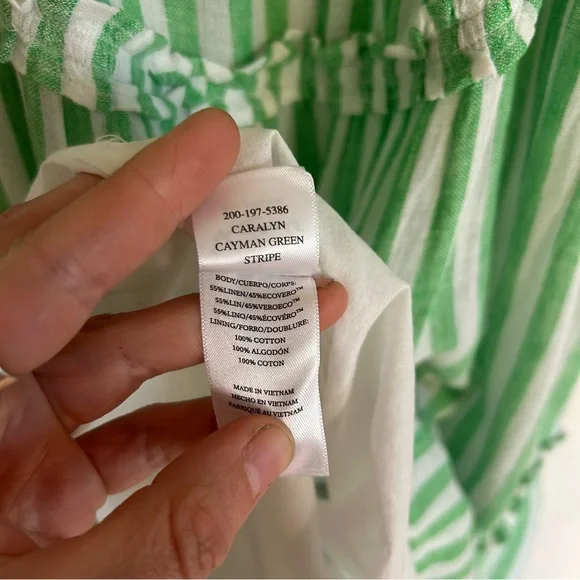 200-197-5386
CARALYN
CAYMAN GREEN
STRIPE
BODY/CUERPO/CORPS:
55%LINEN/45%ECOVERO™
55%LIN/45%VEROECO™
55%LINO/45%ÉCOVÉRO™
LINING/FORRO/DOUBLURE:
100% COTTON
100% ALGODÓN
100% COTON
MADE IN VIETNAM
HECHO EN VIETNAM
FABRIQUÉ AU VIETNAM